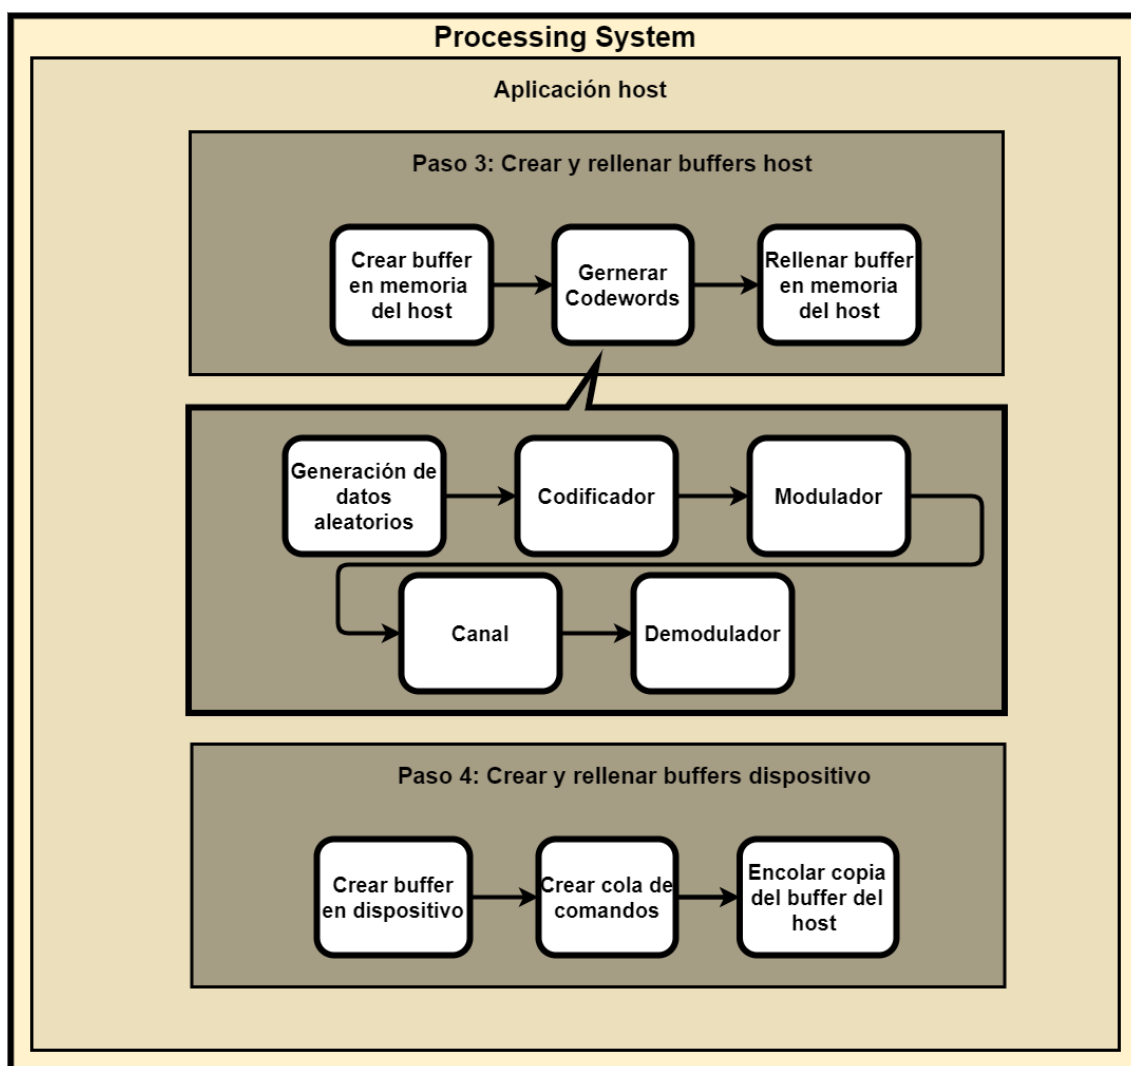 Processing System
Aplicación host
Paso 3: Crear y rellenar buffers host
Crear buffer
en memoria
del host
Gernerar
Codewords
Rellenar buffer
en memoria
del host
Generación de
datos
aleatorios
Codificador
Modulador
Canal
Demodulador
Paso 4: Crear y rellenar buffers dispositivo
Crear buffer
en dispositivo
Crear cola de
comandos
Encolar copia
del buffer del
host